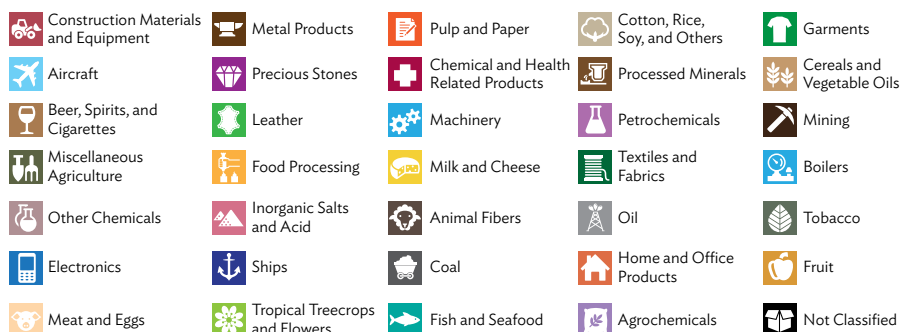 Construction Materials
and Equipment
Metal Products
Pulp and Paper
Cotton, Rice,
Soy, and Others
Garments
Aircraft
Precious Stones
Chemical and Health
Related Products
Processed Minerals
Cereals and
Vegetable Oils
Beer, Spirits, and
Cigarettes
Leather
Machinery
Petrochemicals
Mining
Miscellaneous
Agriculture
Food Processing
Milk and Cheese
Textiles and
Fabrics
Boilers
Other Chemicals
Inorganic Salts
and Acid
Animal Fibers
Oil
Tobacco
Electronics
Ships
Coal
Home and Office
Products
Fruit
Meat and Eggs
Tropical Treecrops
and Flowers
Fish and Seafood
Agrochemicals
Not Classified